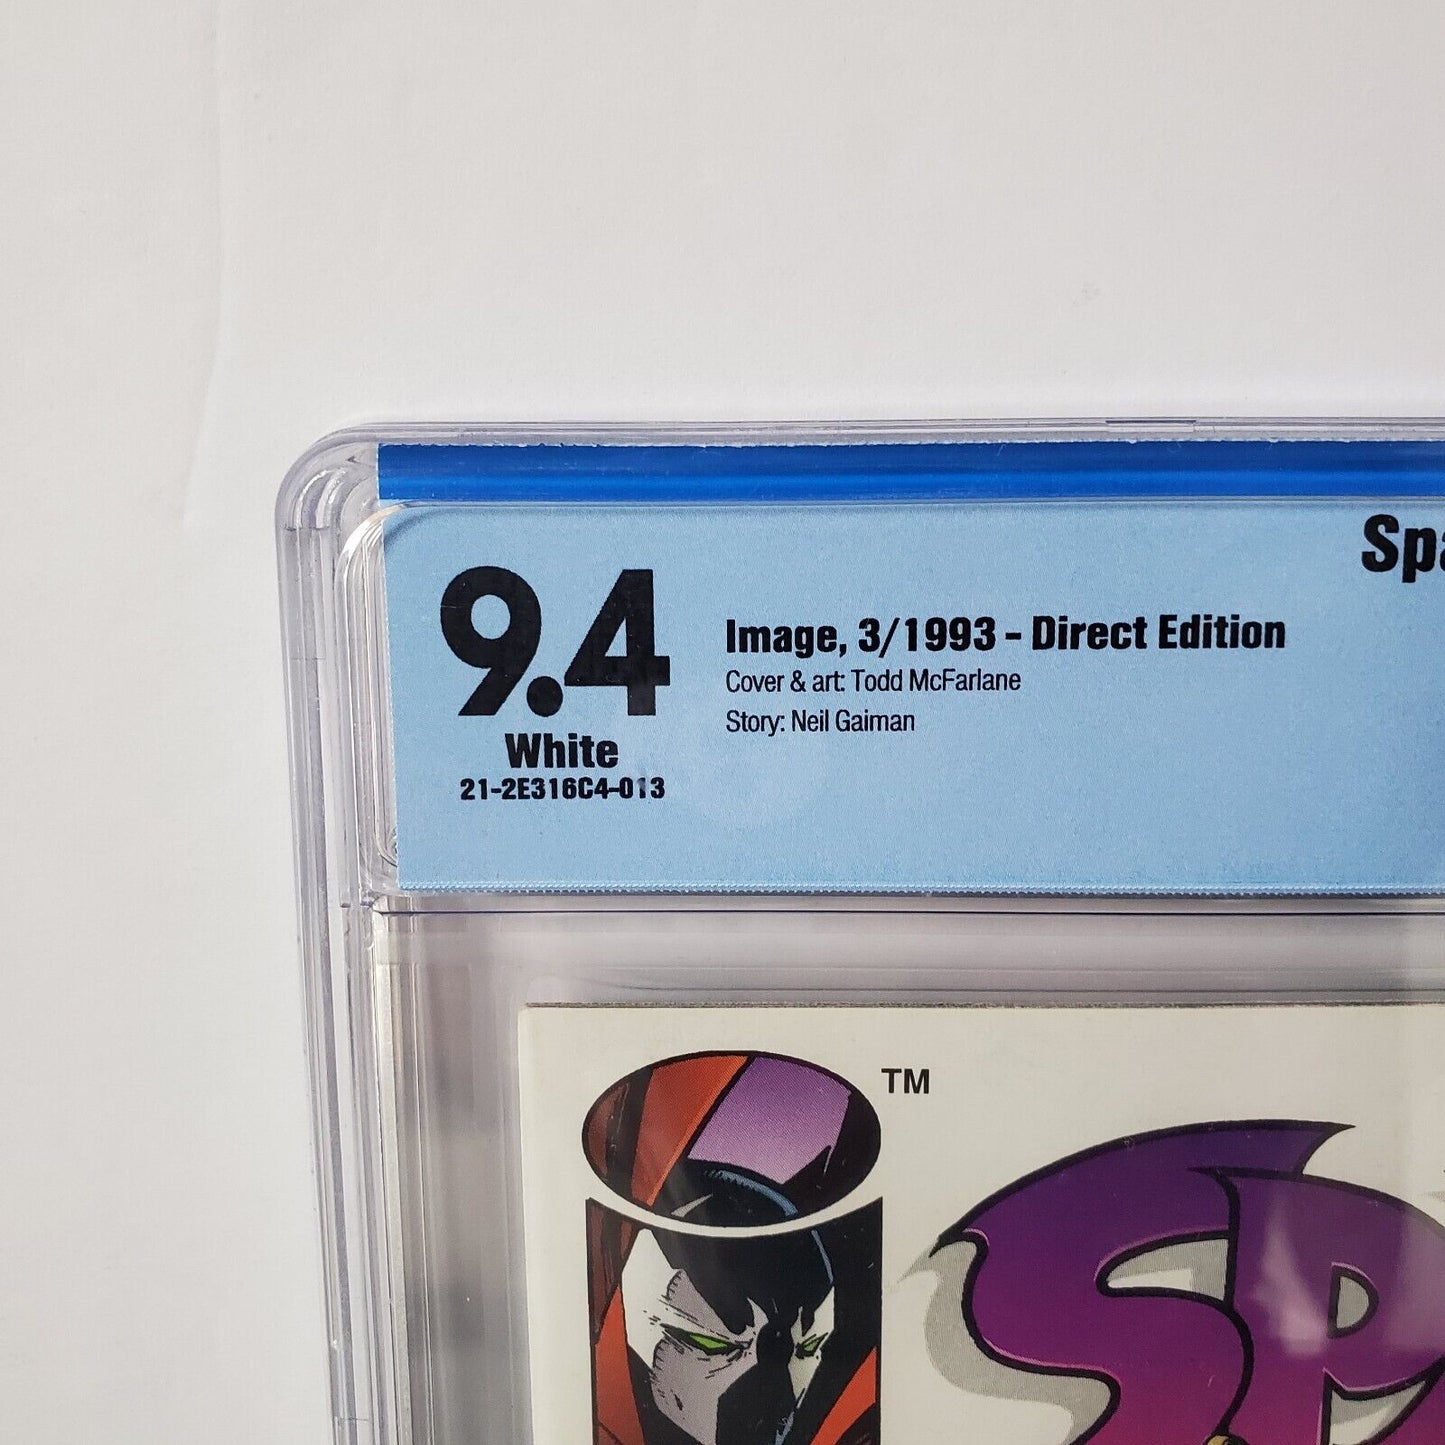 Spa
9.4
White
21-2E316C4-013
Image, 3/1993 - Direct Edition
Cover & art: Todd McFarlane
Story: Neil Gaiman
TM
SP